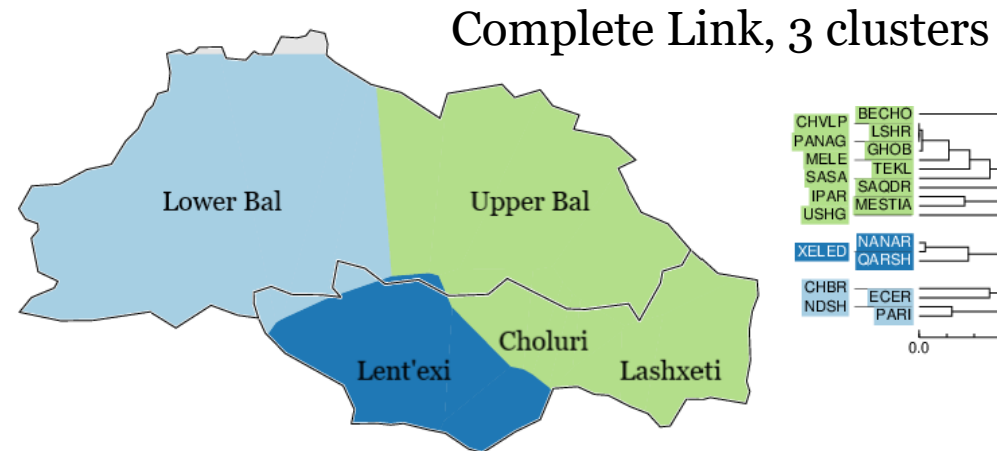 Complete Link, 3 clusters
Lower Bal
Upper Bal
Choluri
Lent'exi
Lashxeti
CHVLP
BECHO
PANAG
LSHR
MELE
GHOB
SASA
TEKL
IPAR
SAQDR
USHG
MESTIA
XELED
NANAR
QARSH
CHBR
ECER
NDSH
PARI
0.0